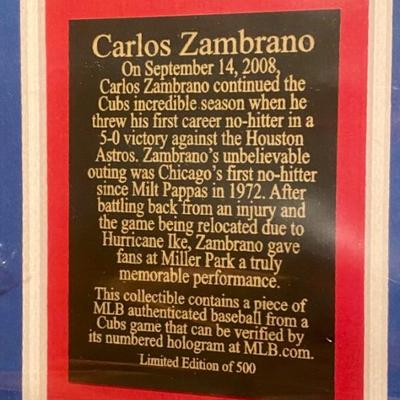 Carlos Zambrano
On September 14, 2008,
Carlos Zambrano continued the
Cubs incredible season when he
threw his first career no-hitter in a
5-0 victory against the Houston
Astros. Zambrano's unbelievable
outing was Chicago's first no-hitter
since Milt Pappas in 1972. After
battling back from an injury and
the game being relocated due to
Hurricane Ike, Zambrano gave
fans at Miller Park a truly
memorable performance.
This collectible contains a piece of
MLB authenticated baseball from a
Cubs game that can be verified by
its numbered hologram at MLB.com.
Limited Edition of 500